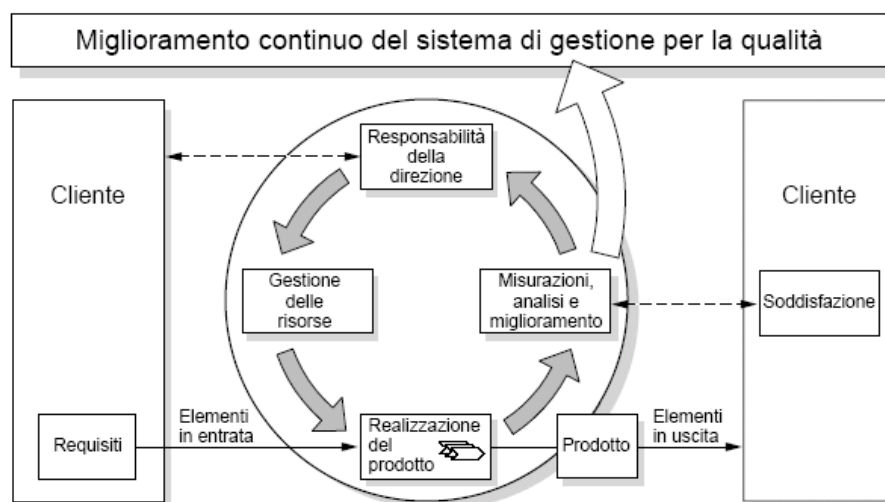 Miglioramento continuo del sistema di gestione per la qualità
Responsabilità
della
direzione
Cliente
Cliente
Gestione
delle
risorse
Misurazioni,
analisi e
miglioramento
Soddisfazione
Requisiti
Elementi
in entrata
Realizzazione
del
prodotto
Prodotto
Elementi
in uscita